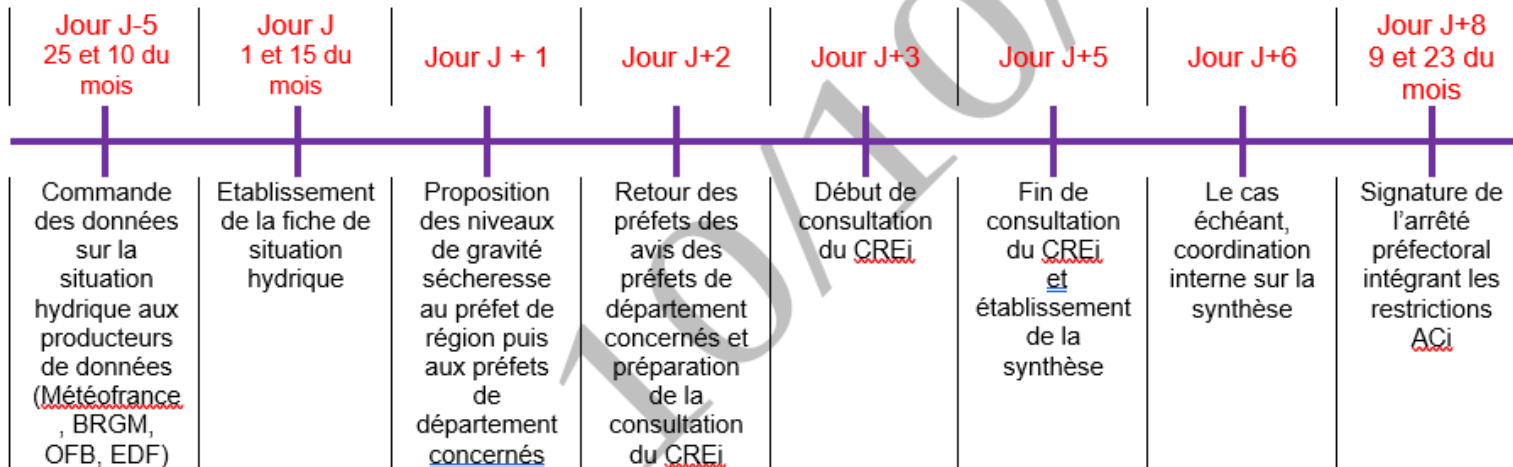 Jour J-5
25 et 10 du
mois
Jour J
1 et 15 du
mois
Jour J + 1
Jour J+2
Jour J+3
Jour J+5
Jour J+6
Jour J+8
9 et 23 du
mois
Commande
des données
sur la
situation
hydrique aux
producteurs
de données
(Météofrance
, BRGM,
OFB, EDF)
Etablissement
de la fiche de
situation
hydrique
Proposition
des niveaux
de gravité
sécheresse
au préfet de
région puis
aux préfets
de
département
concernés
Retour des
préfets des
avis des
préfets de
département
concernés et
préparation
de la
consultation
du CREi
Début de
consultation
du CREi
Fin de
consultation
du CREi
et
établissement
de la
synthèse
Le cas
échéant,
coordination
interne sur la
synthèse
Signature de
l'arrêté
préfectoral
intégrant les
restrictions
ACi
10/10/